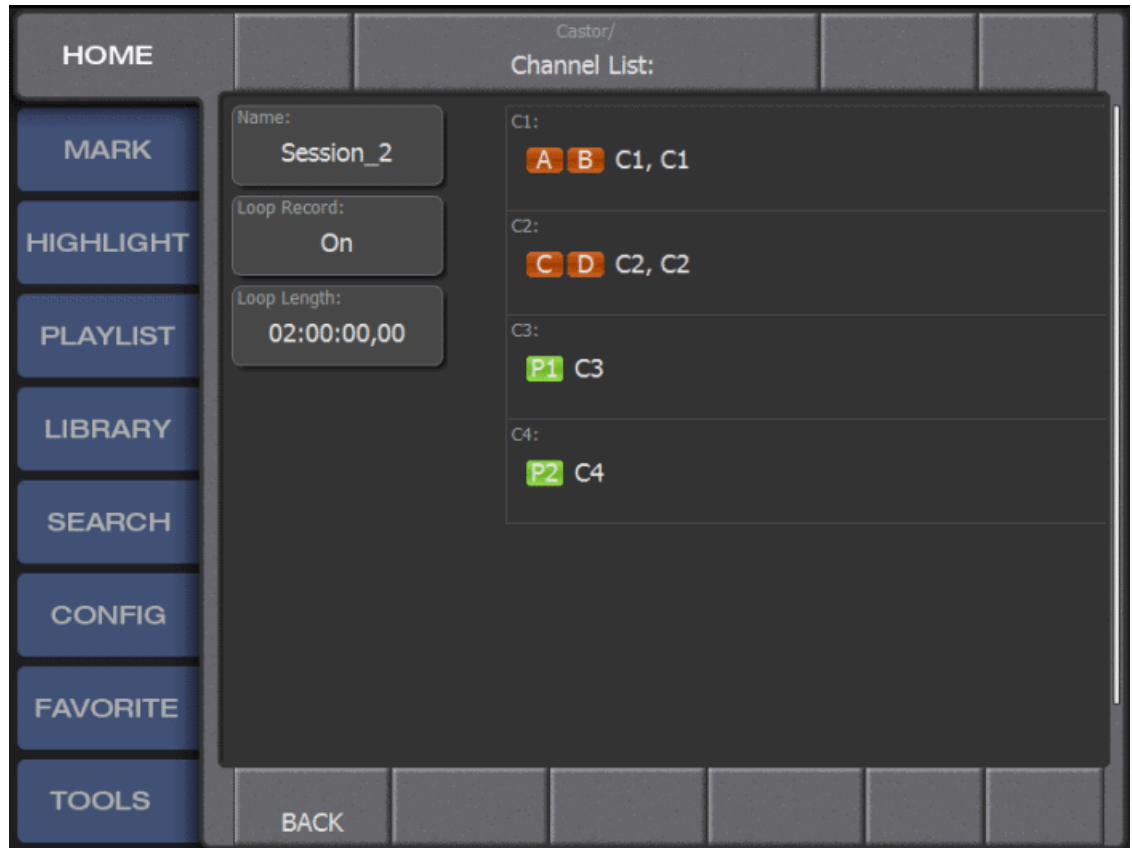 HOME
Castor/
Channel List:
MARK
HIGHLIGHT
PLAYLIST
LIBRARY
SEARCH
CONFIG
FAVORITE
TOOLS
Name:
Session_2
Loop Record:
On
Loop Length:
02:00:00,00
C1:
A B C1, C1
C2:
C D C2, C2
C3:
P1 C3
C4:
P2 C4
BACK